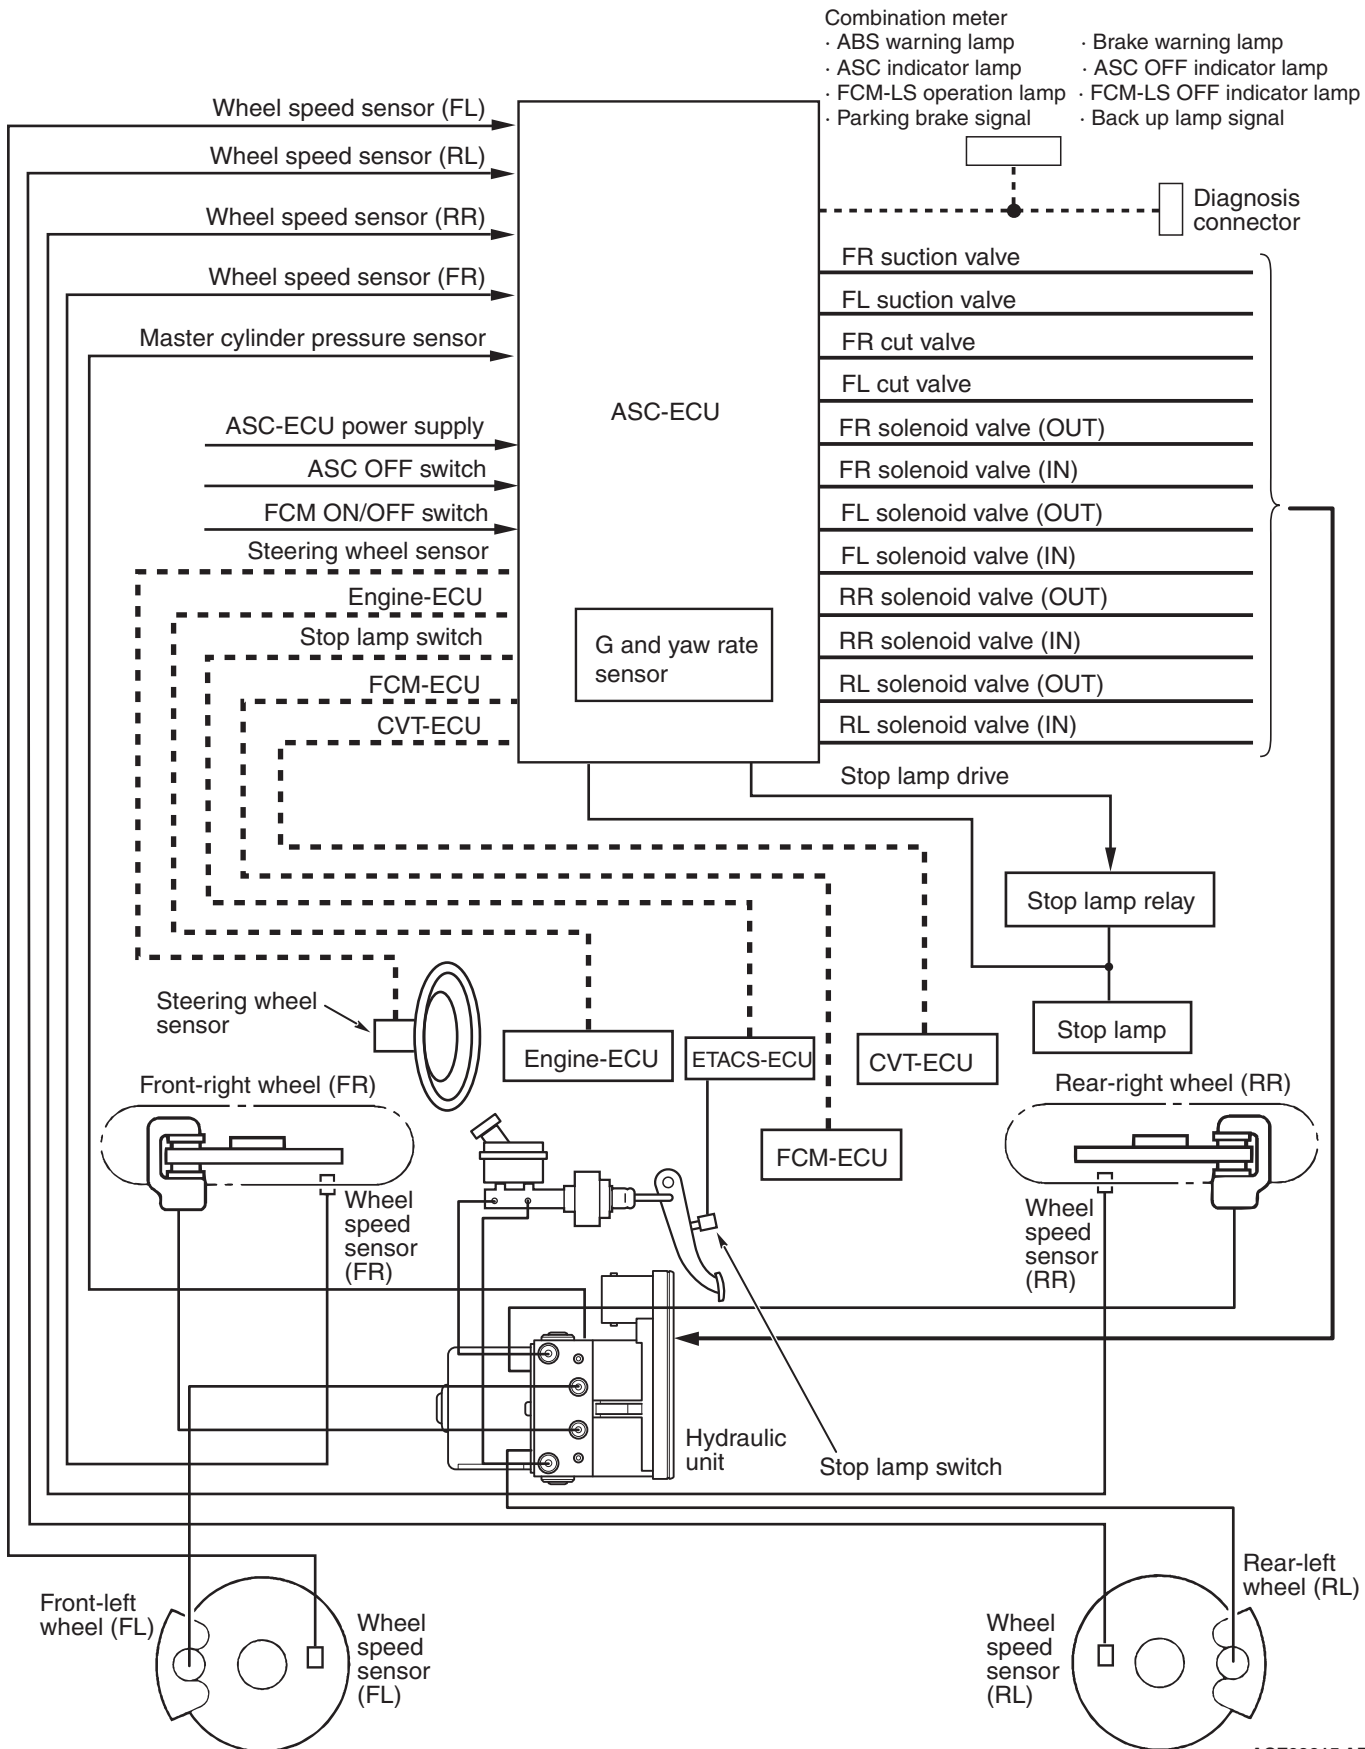 Combination meter
· ABS warning lamp · Brake warning lamp
· ASC indicator lamp · ASC OFF indicator lamp
· FCM-LS operation lamp · FCM-LS OFF indicator lamp
· Parking brake signal · Back up lamp signal
Wheel speed sensor (FL)
Wheel speed sensor (RL)
Wheel speed sensor (RR)
Wheel speed sensor (FR)
Master cylinder pressure sensor
ASC-ECU power supply
ASC OFF switch
FCM ON/OFF switch
Steering wheel sensor
Engine-ECU
Stop lamp switch
FCM-ECU
CVT-ECU
ASC-ECU
G and yaw rate
sensor
Diagnosis
connector
FR suction valve
FL suction valve
FR cut valve
FL cut valve
FR solenoid valve (OUT)
FR solenoid valve (IN)
FL solenoid valve (OUT)
FL solenoid valve (IN)
RR solenoid valve (OUT)
RR solenoid valve (IN)
RL solenoid valve (OUT)
RL solenoid valve (IN)
Stop lamp drive
Stop lamp relay
Stop lamp
Steering wheel
sensor
Engine-ECU
ETACS-ECU
CVT-ECU
FCM-ECU
Front-right wheel (FR)
Wheel
speed
sensor
(FR)
Rear-right wheel (RR)
Wheel
speed
sensor
(RR)
Hydraulic
unit
Stop lamp switch
Front-left
wheel (FL)
Wheel
speed
sensor
(FL)
Wheel
speed
sensor
(RL)
Rear-left
wheel (RL)